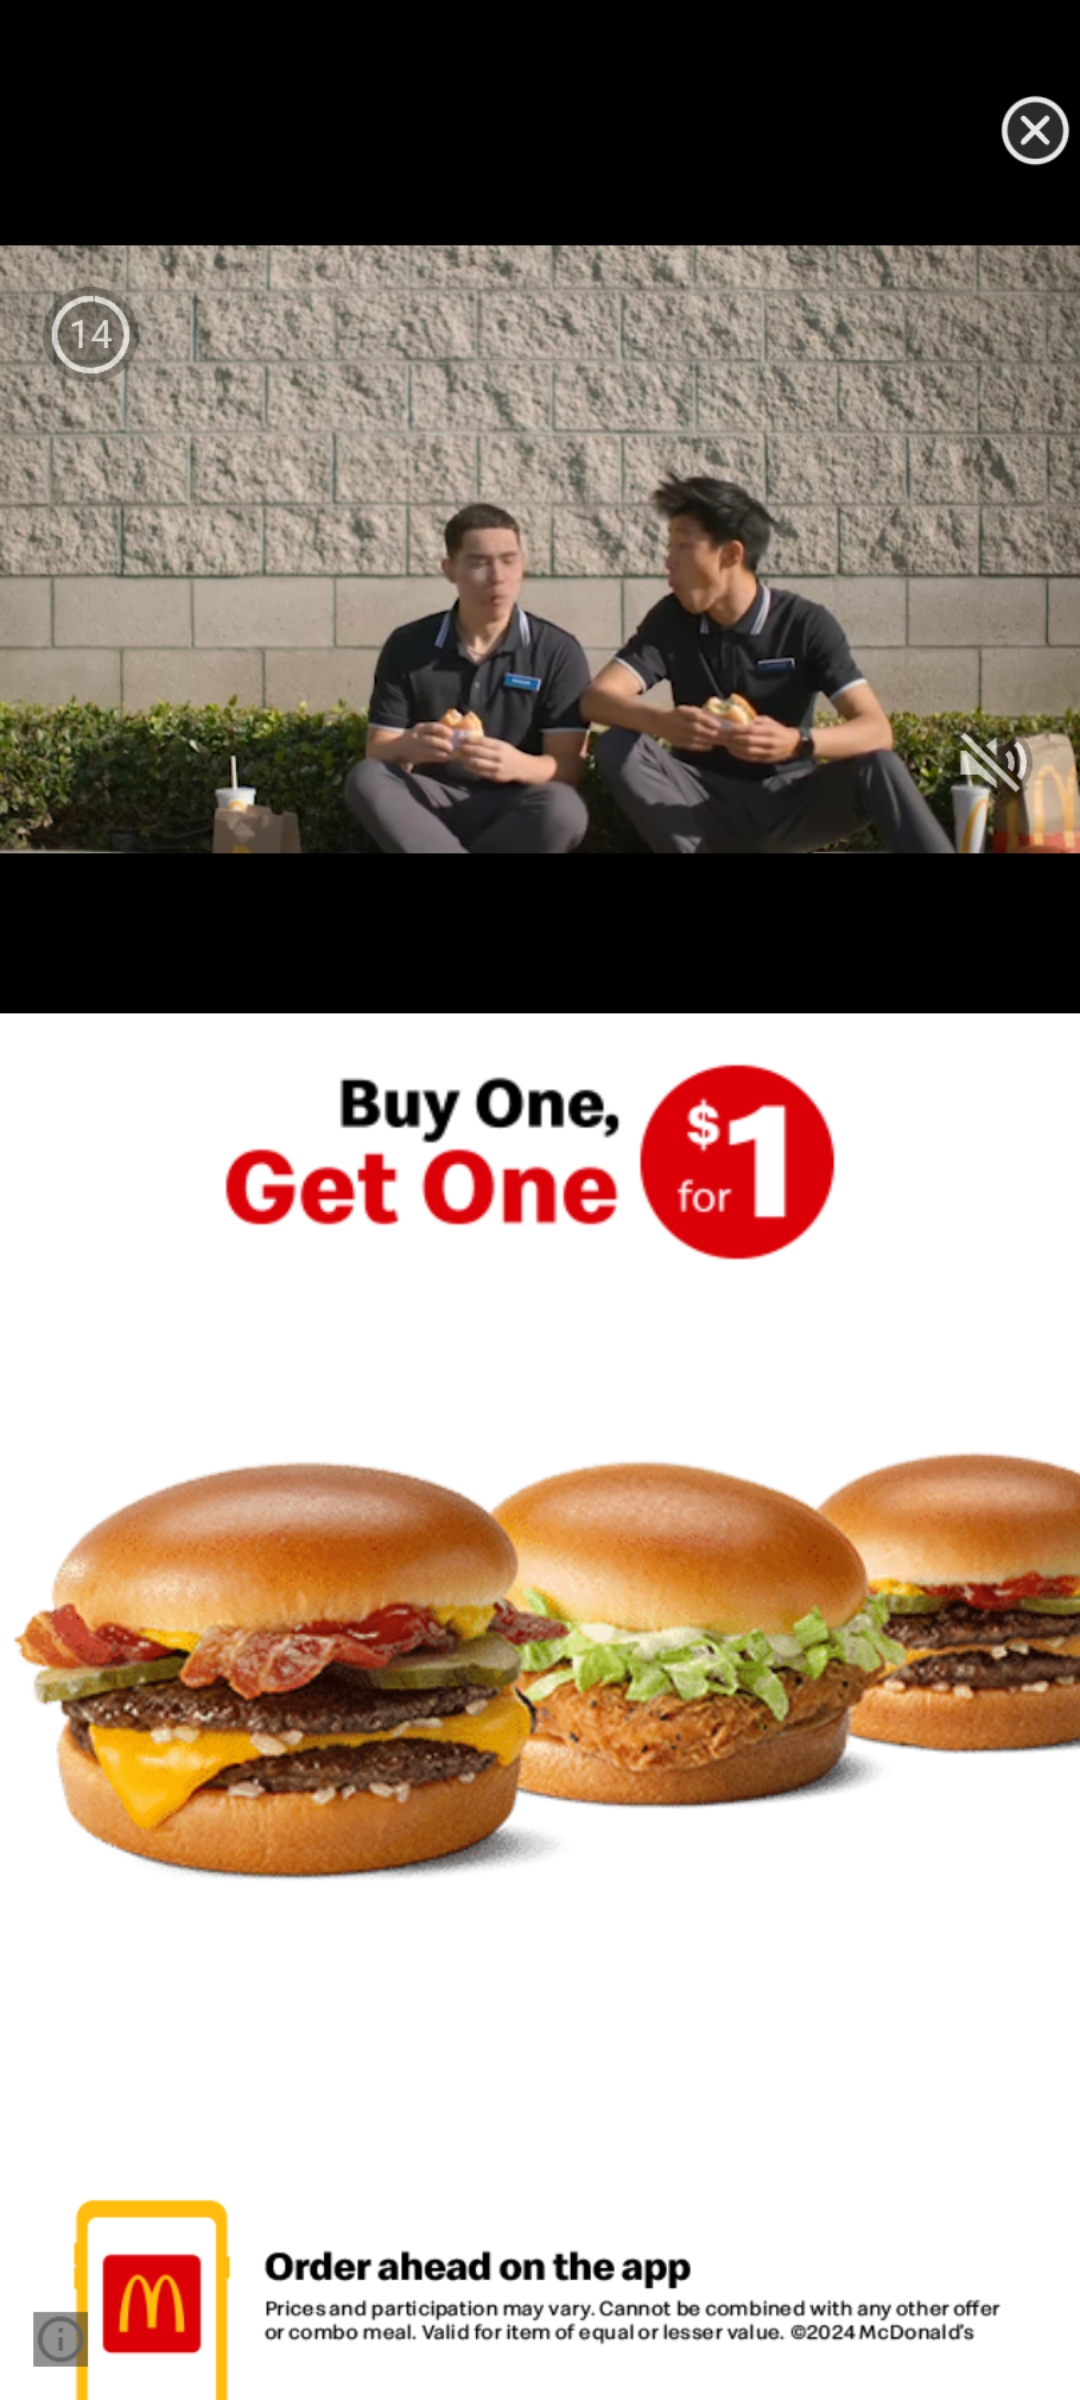 14
Buy One,
Get One
$1
for
Order ahead on the app
Prices and participation may vary. Cannot be combined with any other offer
or combo meal. Valid for item of equal or lesser value. ©2024 McDonald's